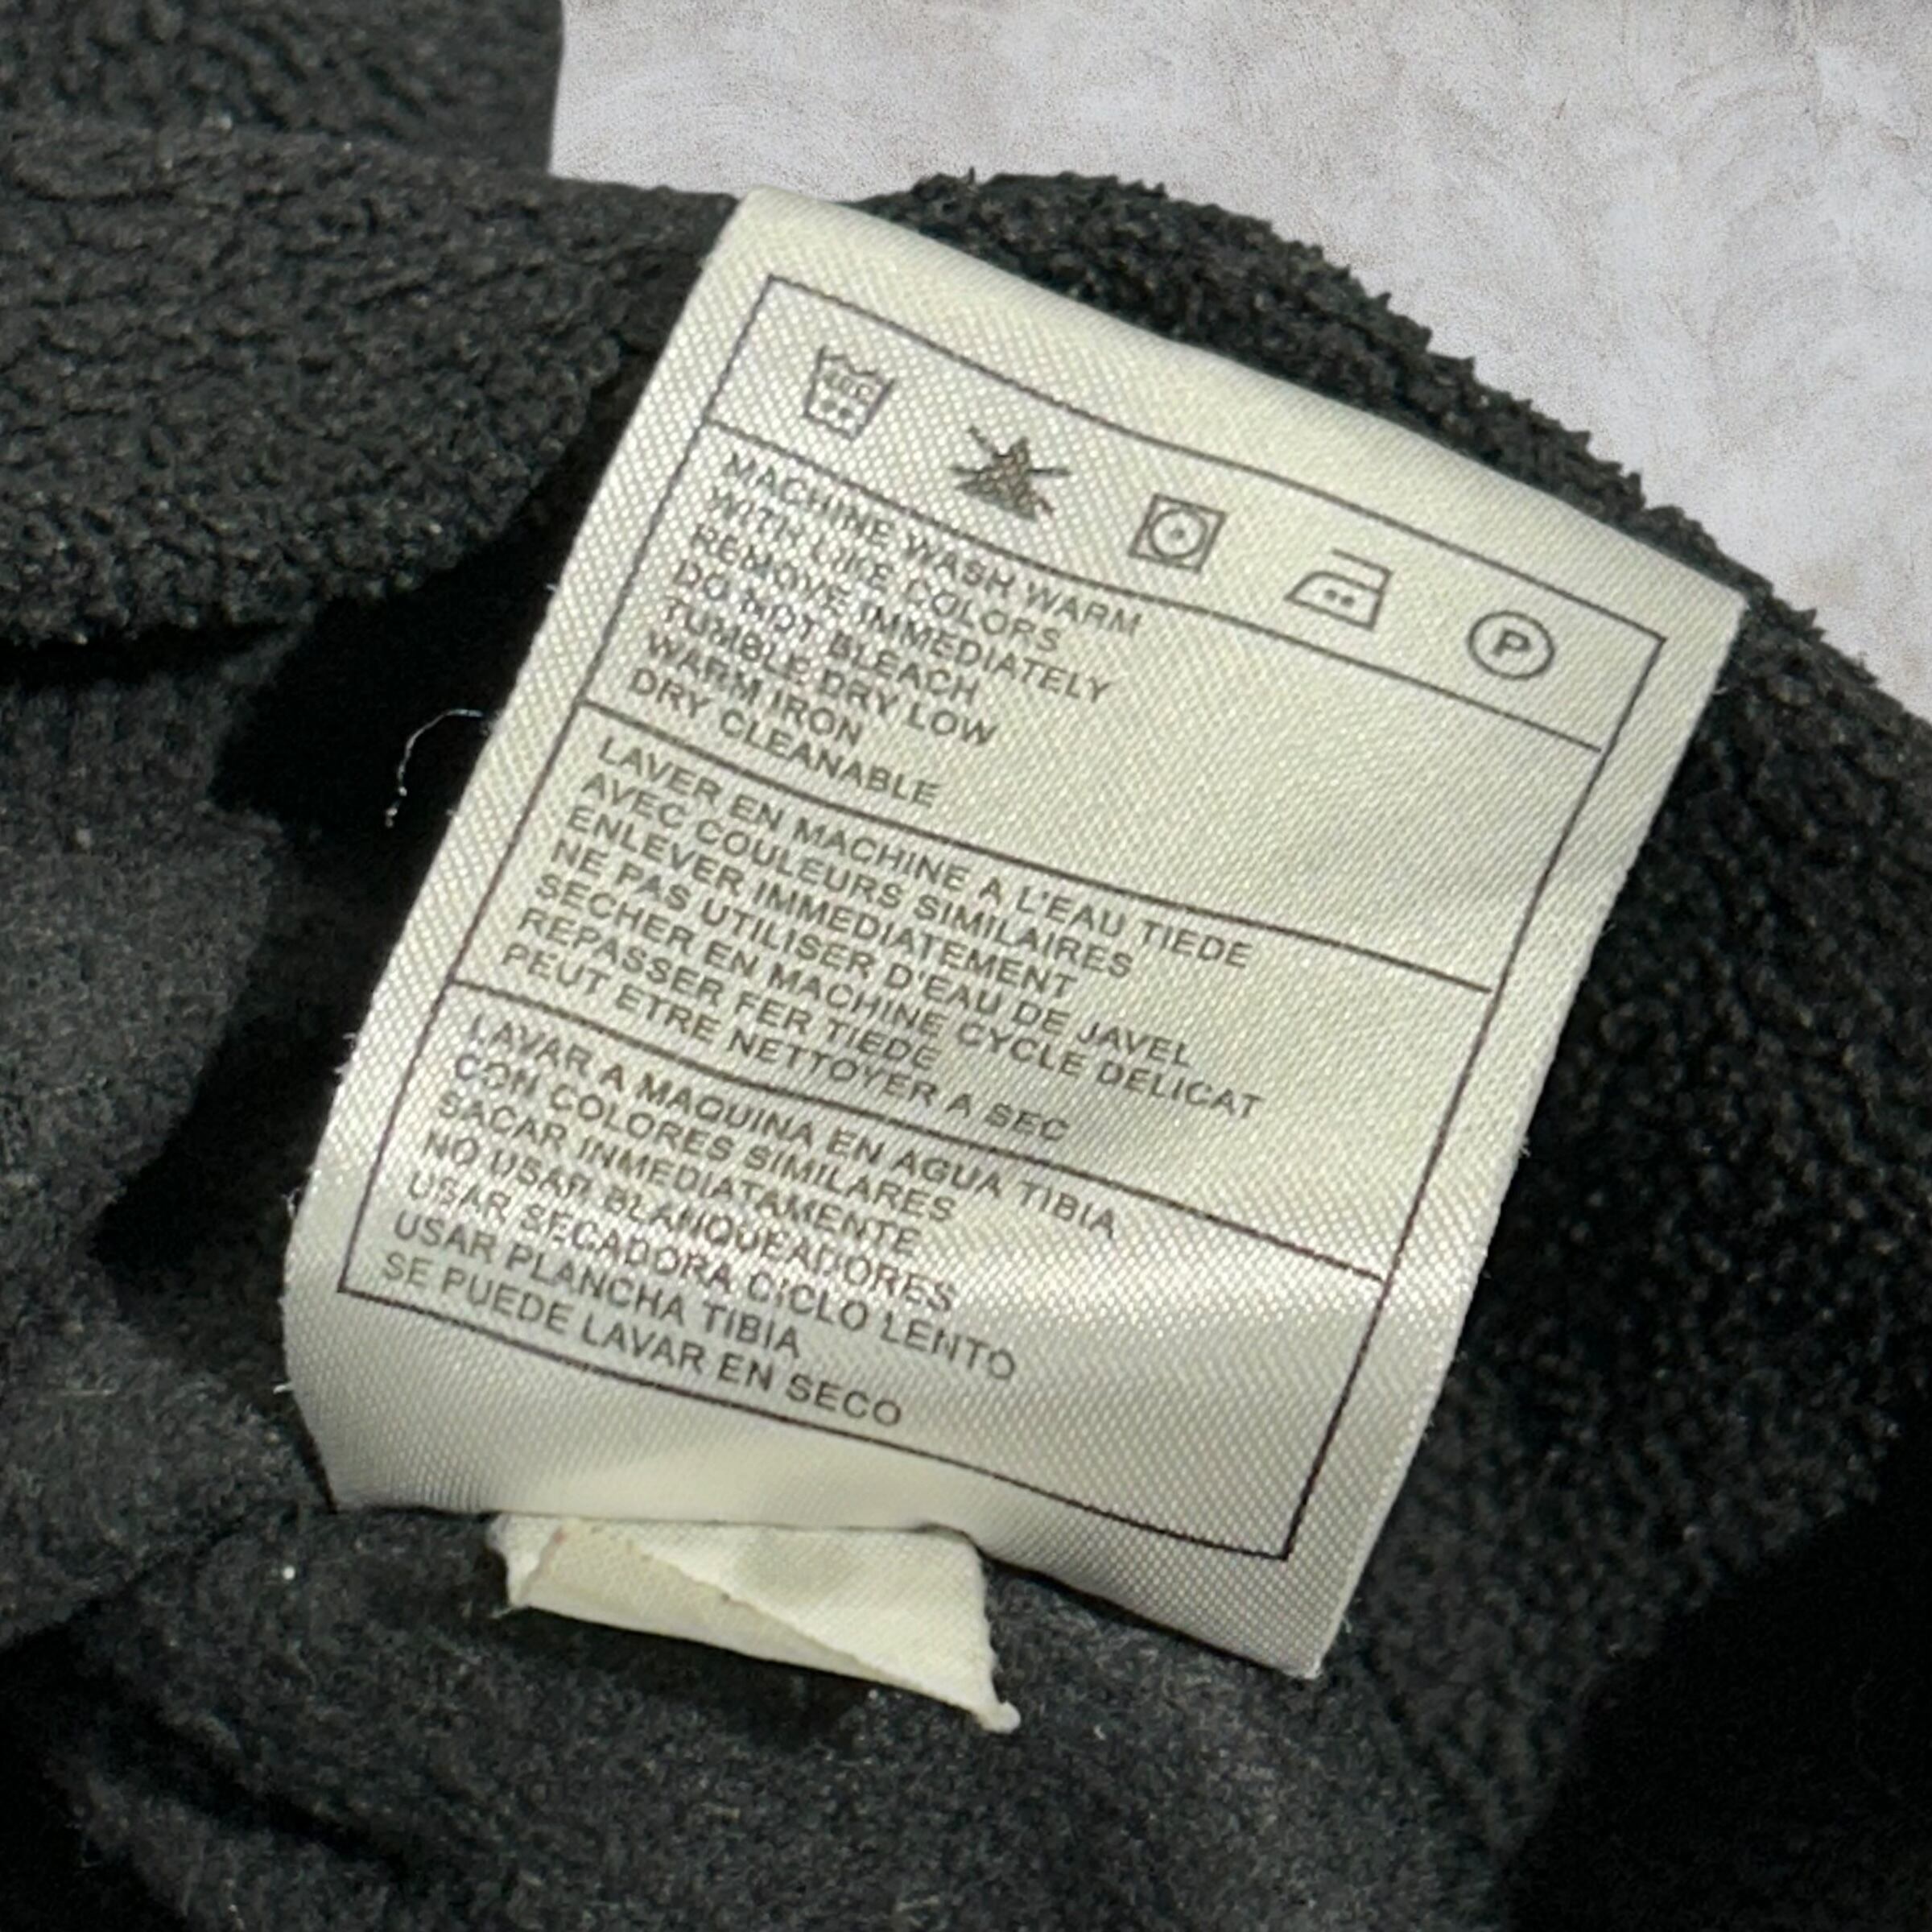 P
MACHINE WASH WARM
WITH LIKE COLORS
REMOVE IMMEDIATELY
DO NOT BLEACH
TUMBLE DRY LOW
WARM IRON
DRY CLEANABLE
LAVER EN MACHINE A L'EAU TIEDE
AVEC COULEURS SIMILAIRES
ENLEVER IMMEDIATEMENT
NE PAS UTILISER D'EAU DE JAVEL
SECHER EN MACHINE CYCLE DELICAT
REPASSER FER TIEDE
PEUT ETRE NETTOYER A SEC
LAVAR A MAQUINA EN AGUA TIBIA
CON COLORES SIMILARES
SACAR INMEDIATAMENTE
NO USAR BLANQUEADORES
USAR SECADORA CICLO LENTO
USAR PLANCHA TIBIA
SE PUEDE LAVAR EN SECO